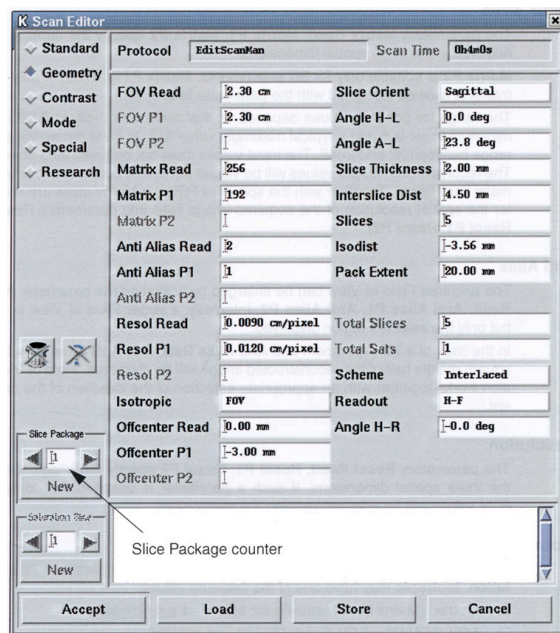 Scan Editor
Standard
Geometry
Contrast
Mode
Special
Research
Protocol EditScanMan Scan Time 0h4m0s
FOV Read 2.30 cm Slice Orient Sagittal
FOV P1 2.30 cm Angle H-L 0.0 deg
FOV P2 Angle A-L 23.8 deg
Matrix Read 256 Slice Thickness 2.00 mm
Matrix P1 192 Interslice Dist 4.50 mm
Matrix P2 Slices 5
Anti Alias Read 2 Isodist -3.56 mm
Anti Alias P1 1 Pack Extent 20.00 mm
Anti Alias P2
Resol Read 0.0090 cm/pixel Total Slices 5
Resol P1 0.0120 cm/pixel Total Sats 1
Resol P2 Schema Interlaced
Isotropic FOV Readout H-F
Offcenter Read 0.00 mm Angle H-R -0.0 deg
Offcenter P1 -3.00 mm
Offcenter P2
Slice Package
1
New
Saturation Slice
1
New
Slice Package counter
Accept Load Store Cancel